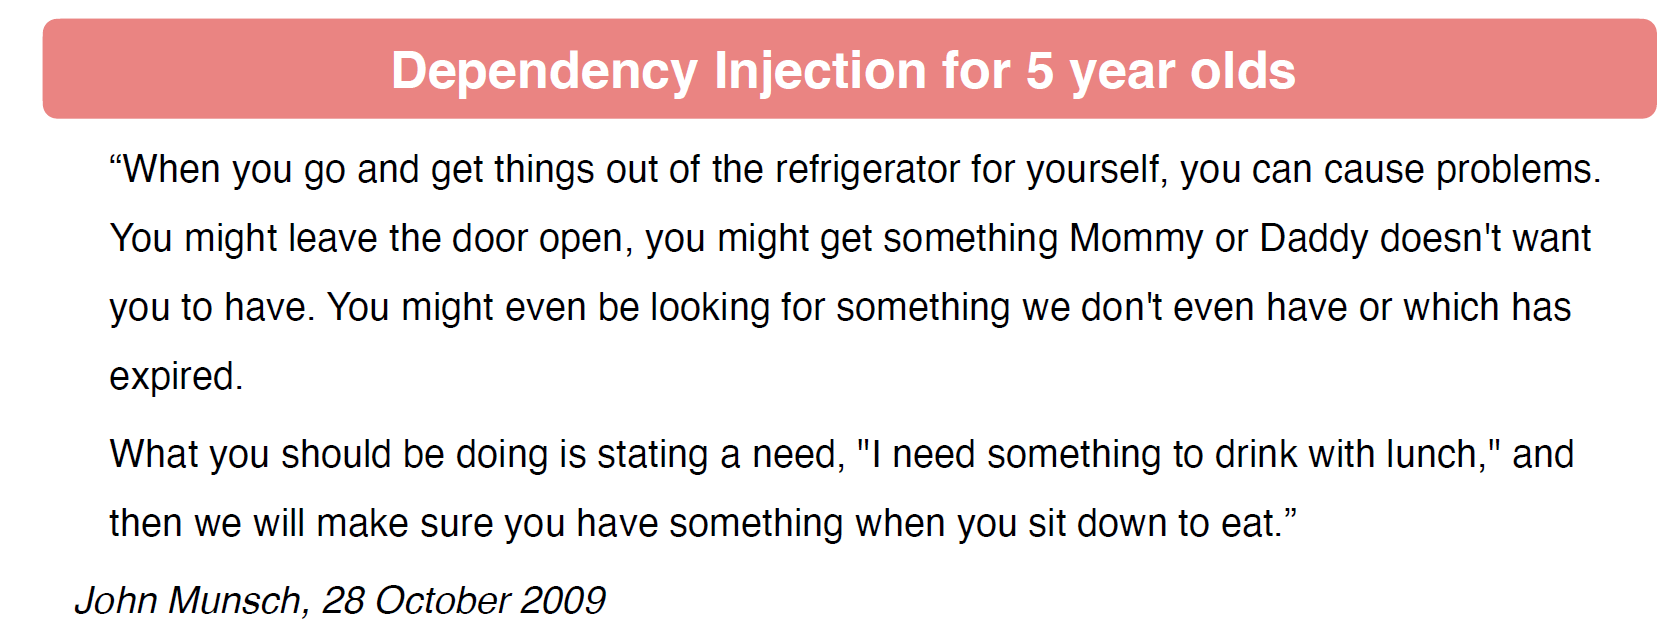 Dependency Injection for 5 year olds
“When you go and get things out of the refrigerator for yourself, you can cause problems.
You might leave the door open, you might get something Mommy or Daddy doesn't want
you to have. You might even be looking for something we don't even have or which has
expired.
What you should be doing is stating a need, "I need something to drink with lunch," and
then we will make sure you have something when you sit down to eat.”
John Munsch, 28 October 2009